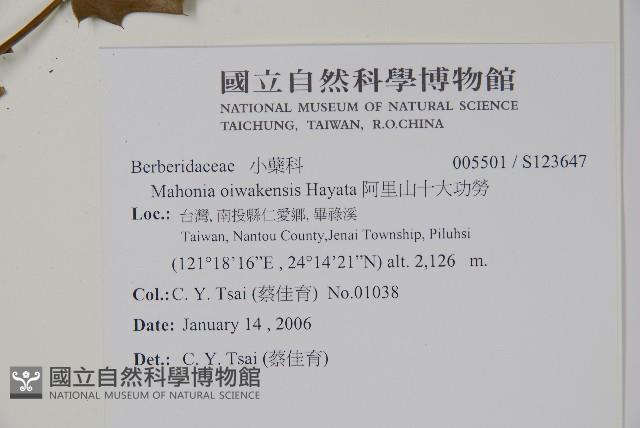 國立自然科學博物館
NATIONAL MUSEUM OF NATURAL SCIENCE
TAICHUNG, TAIWAN, R.O.CHINA
Berberidaceae 小蘗科 005501 / S123647
Mahonia oiwakensis Hayata 阿里山十大功勞
Loc.: 台灣, 南投縣仁愛鄉, 畢祿溪
Taiwan, Nantou County,Jenai Township, Piluhsi
(121°18’16”E , 24°14’21”N) alt. 2,126 m.
Col.: C. Y. Tsai (蔡佳育) No.01038
Date: January 14 , 2006
Det.: C. Y. Tsai (蔡佳育)
國立自然科學博物館
NATIONAL MUSEUM OF NATURAL SCIENCE